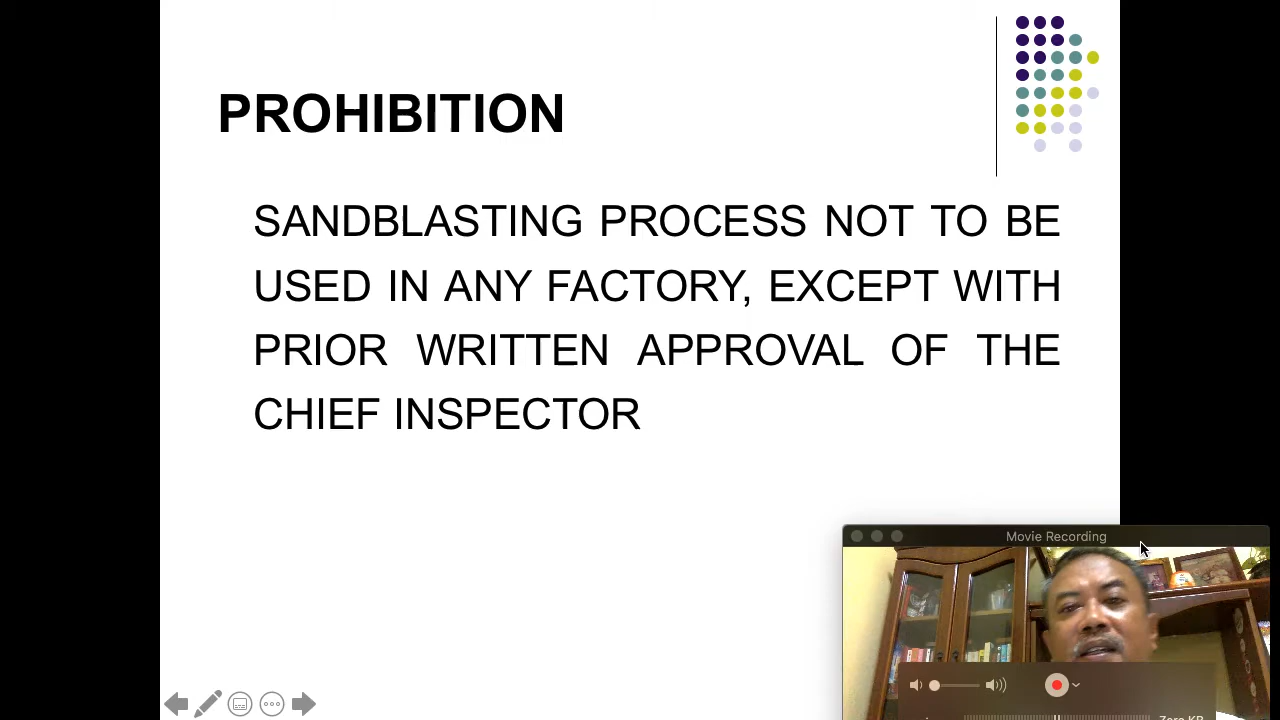 PROHIBITION
SANDBLASTING PROCESS NOT TO BE
USED IN ANY FACTORY, EXCEPT WITH
PRIOR WRITTEN APPROVAL OF THE
CHIEF INSPECTOR
Movie Recording